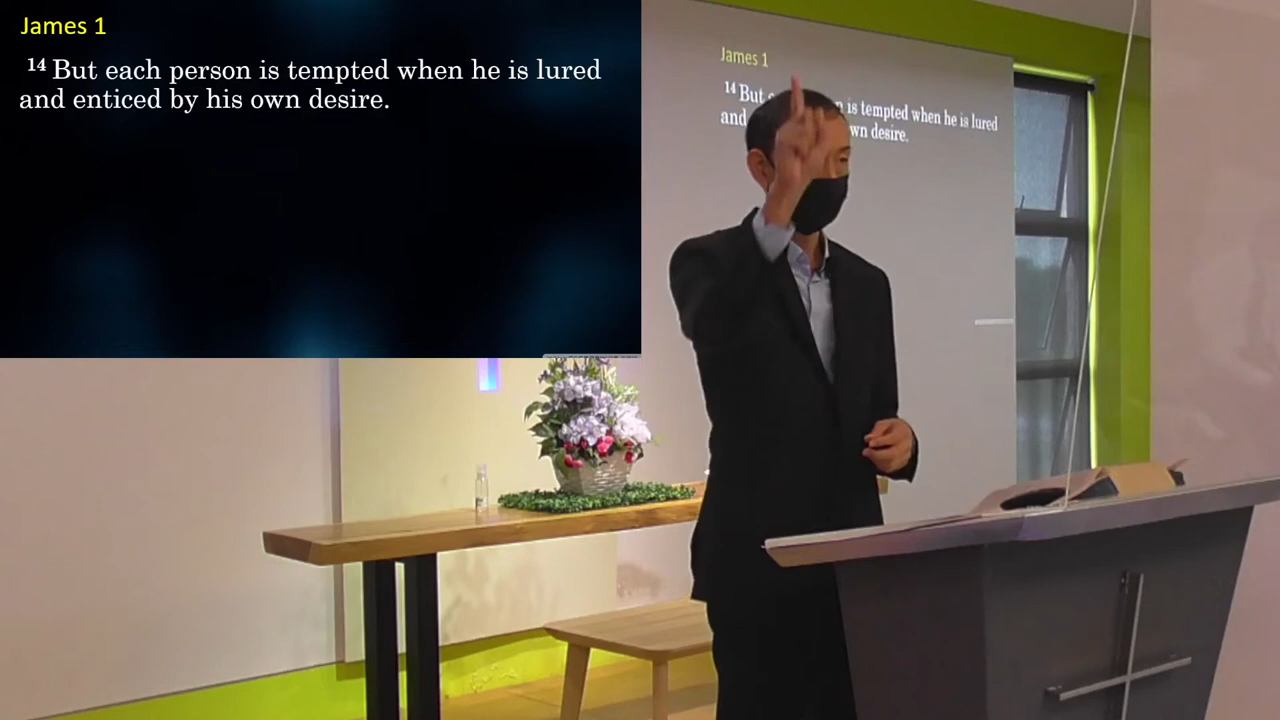 James 1
14 But each person is tempted when he is lured
and enticed by his own desire.
James 1
14 But is tempted when he is lured
and own desire.